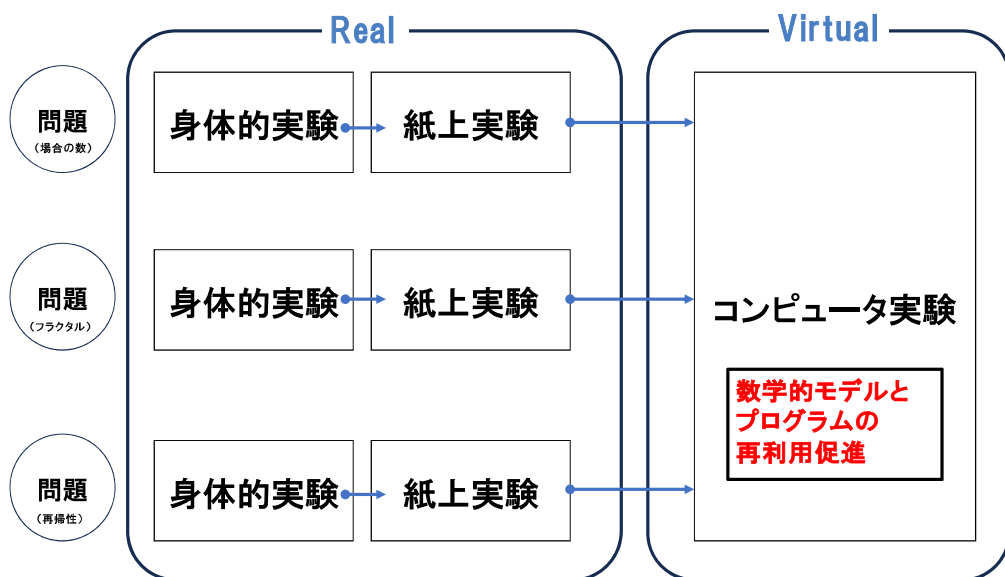 Real
Virtual
問題
(場合の数)
身体的実験
紙上実験
問題
(フラクタル)
身体的実験
紙上実験
コンピュータ実験
数学的モデルと
プログラムの
再利用促進
問題
(再帰性)
身体的実験
紙上実験